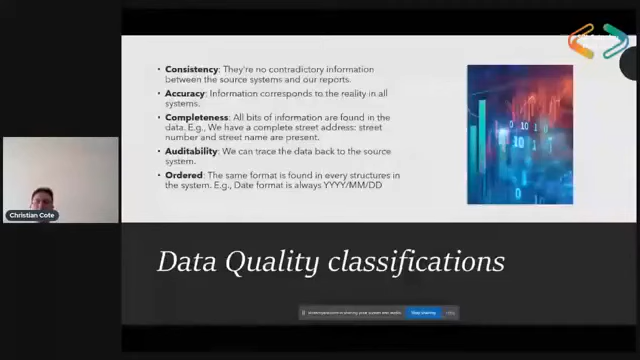 • Consistency: They're no contradictory information
between the source systems and our reports.
• Accuracy: Information corresponds to the reality in all
systems.
• Completeness: All bits of information are found in the
data. E.g., We have a complete street address: street
number and street name are present.
• Auditability: We can trace the data back to the source
system.
• Ordered: The same format is found in every structures in
the system. E.g., Date format is always YYYY/MM/DD
Christian Cote
Data Quality classifications
Stop sharing